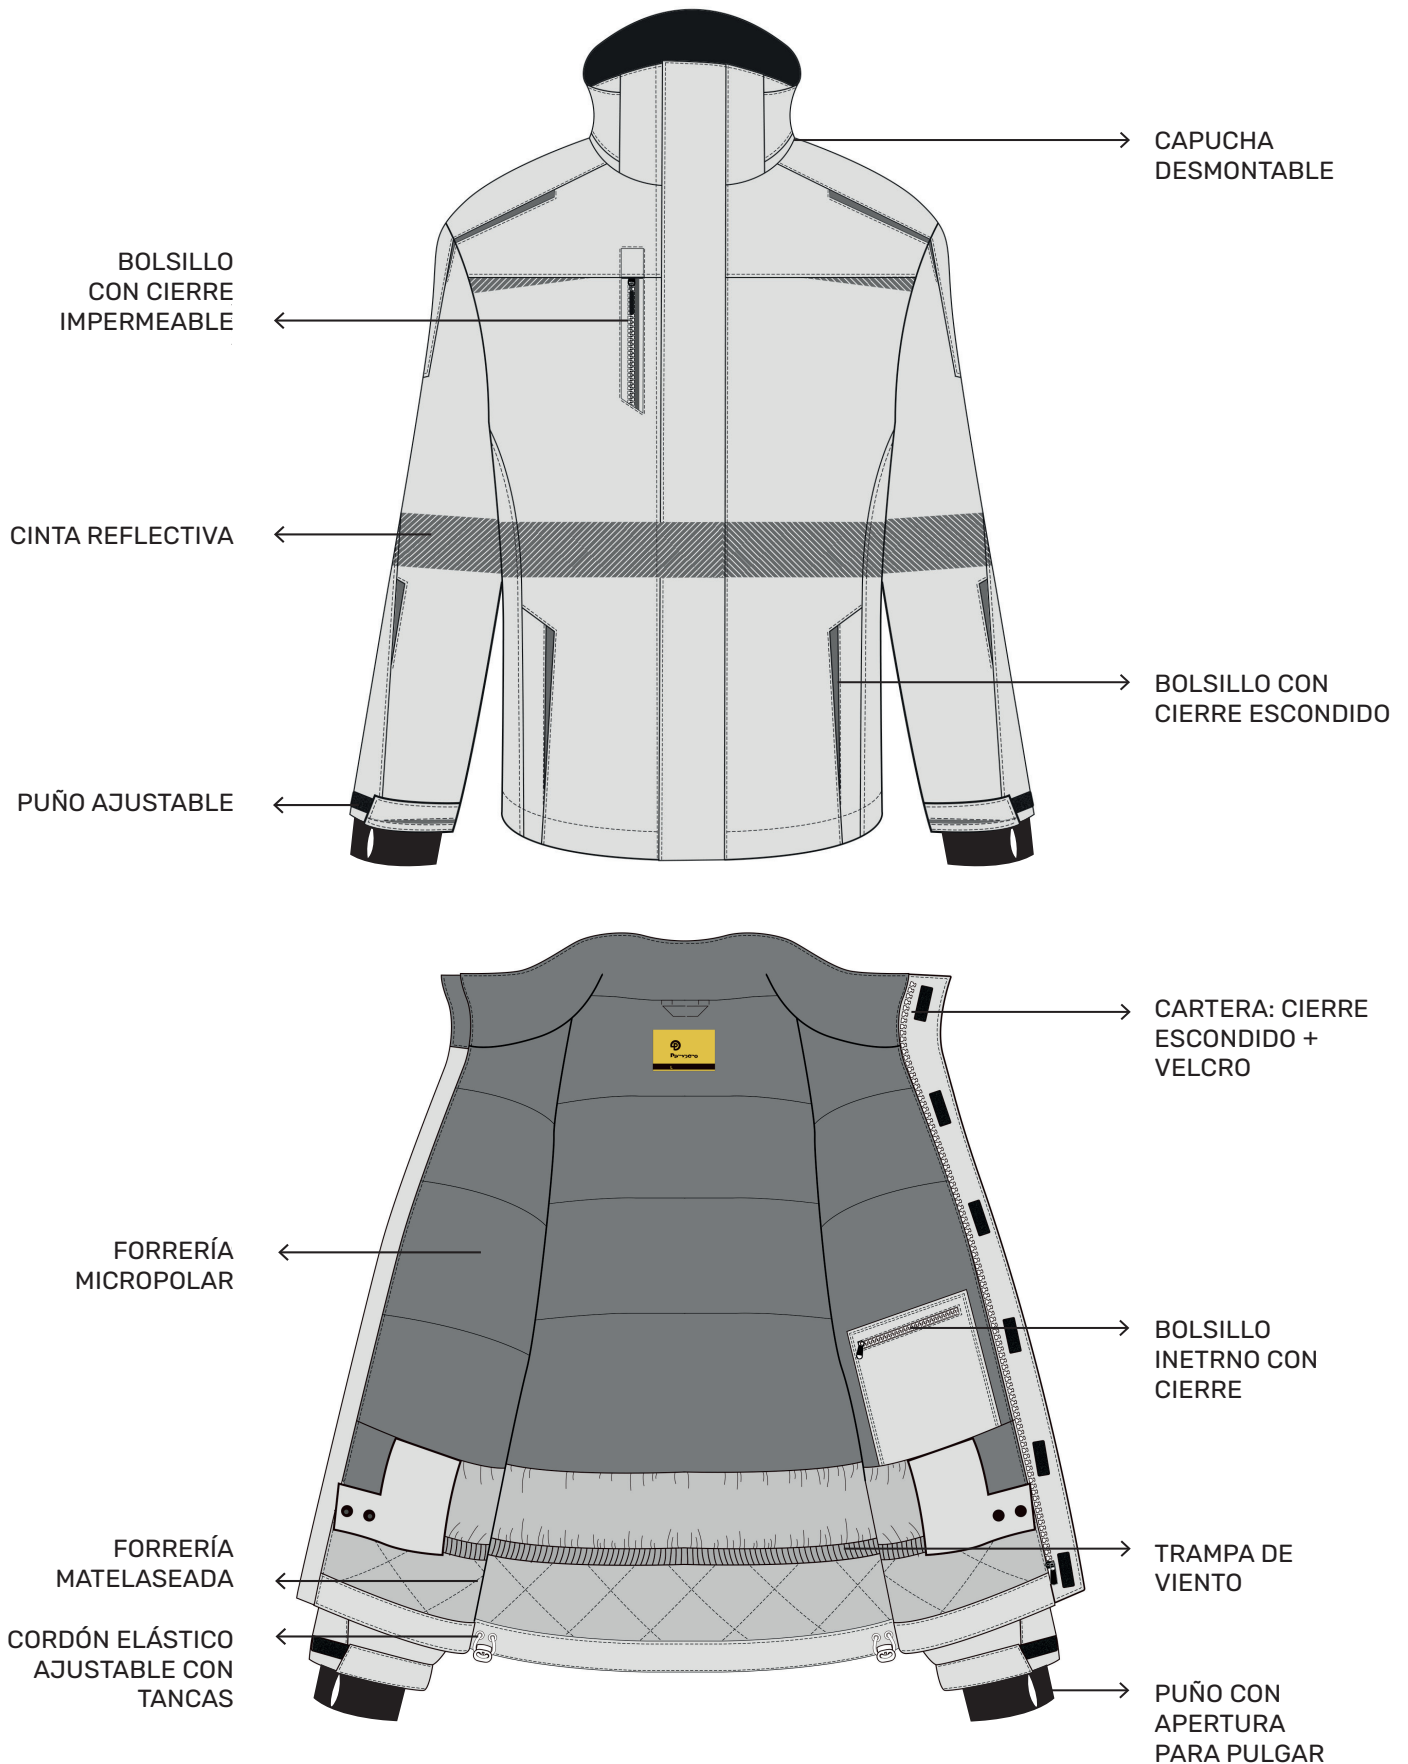 CAPUCHA
DESMONTABLE
BOLSILLO
CON CIERRE
IMPERMEABLE
CINTA REFLECTIVA
BOLSILLO CON
CIERRE ESCONDIDO
PUÑO AJUSTABLE
CARTERA: CIERRE
ESCONDIDO +
VELCRO
FORRERÍA
MICROPOLAR
BOLSILLO
INETRNO CON
CIERRE
FORRERÍA
MATELASEADA
TRAMPA DE
VIENTO
CORDÓN ELÁSTICO
AJUSTABLE CON
TANCAS
PUÑO CON
APERTURA
PARA PULGAR